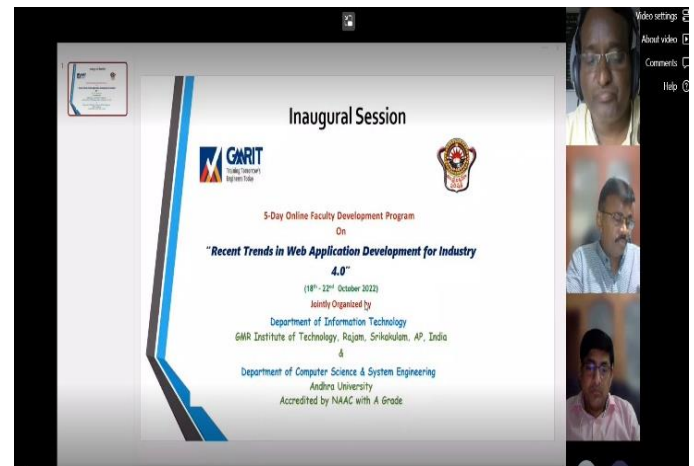 Video settings
About video
Comments
Help
1
Inaugural Session
GMRIT
5-Day Online Faculty Development Program
On
"Recent Trends in Web Application Development for Industry
4.0"
(18th - 22nd October 2022)
Jointly Organized by
Department of Information Technology
GMR Institute of Technology, Rajam, Srikakulam, AP, India
&
Department of Computer Science & System Engineering
Andhra University
Accredited by NAAC with A Grade